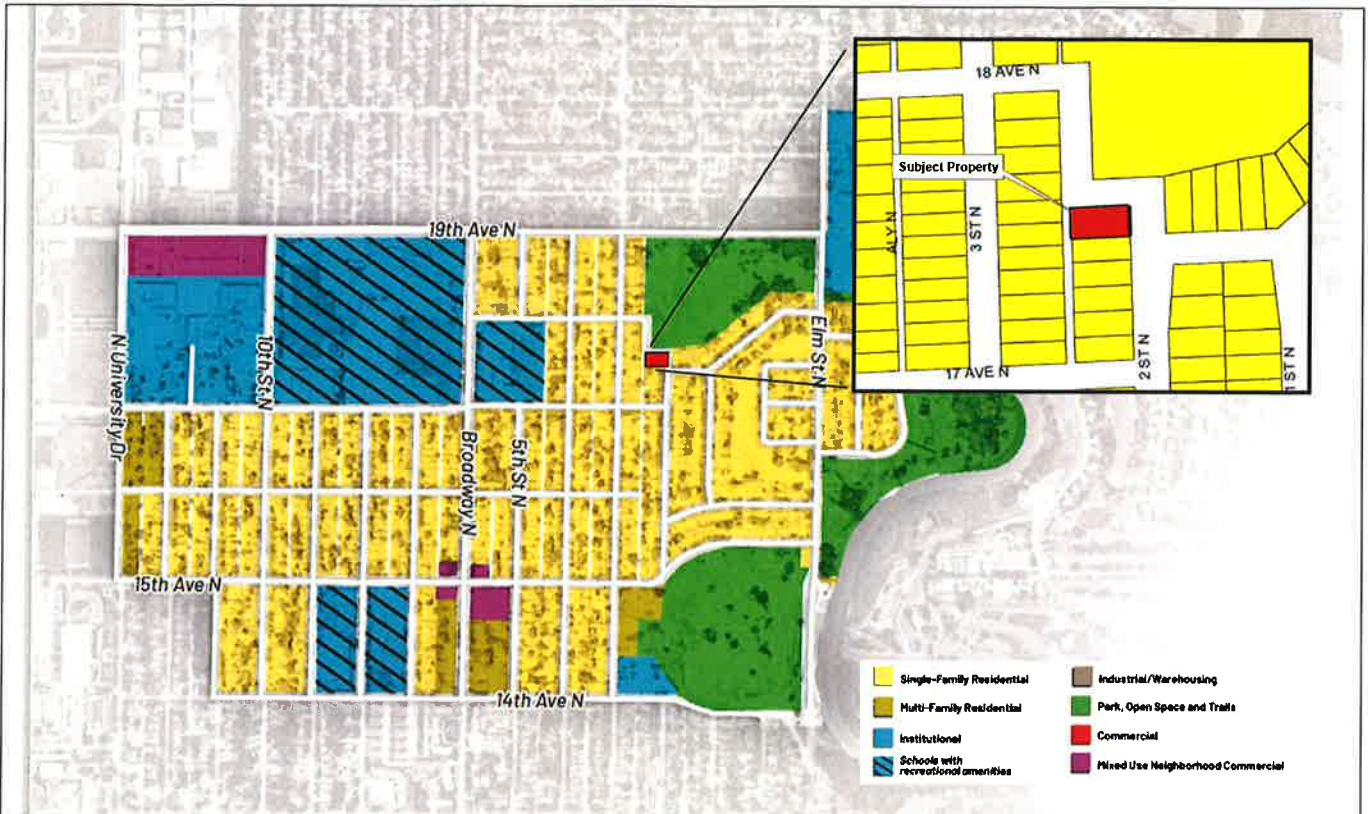 18 AVE N
Subject Property
ALY N
3 ST N
17 AVE N
2 ST N
1 ST N
19th Ave N
N University Dr
10th St. N
Elm St. N
Broadway N
5th St N
15th Ave N
14th Ave N
Single-Family Residential
Multi-Family Residential
Institutional
Schools with
recreational amenities
Industrial/Warehousing
Park, Open Space and Trails
Commercial
Mixed Use Neighborhood Commercial